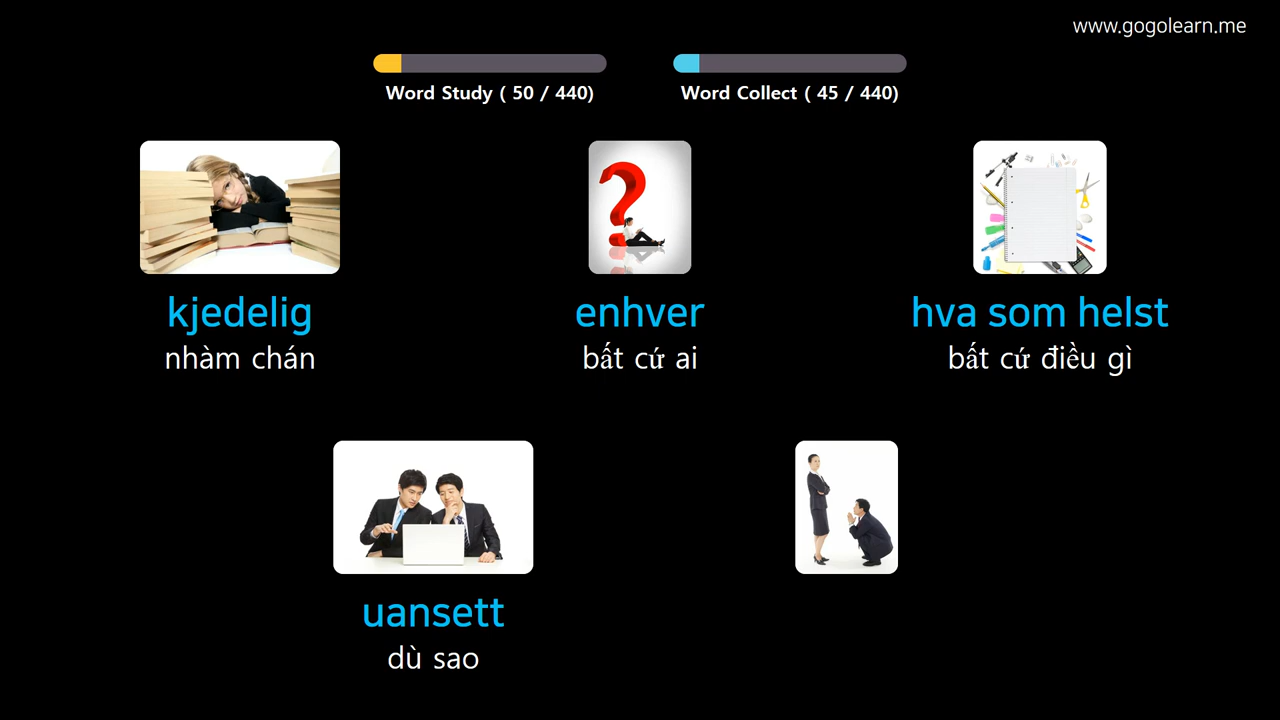 www.gogolearn.me
Word Study ( 50 / 440)
Word Collect ( 45 / 440)
kjedelig
nhàm chán
enhver
bất cứ ai
hva som helst
bất cứ điều gì
uansett
dù sao